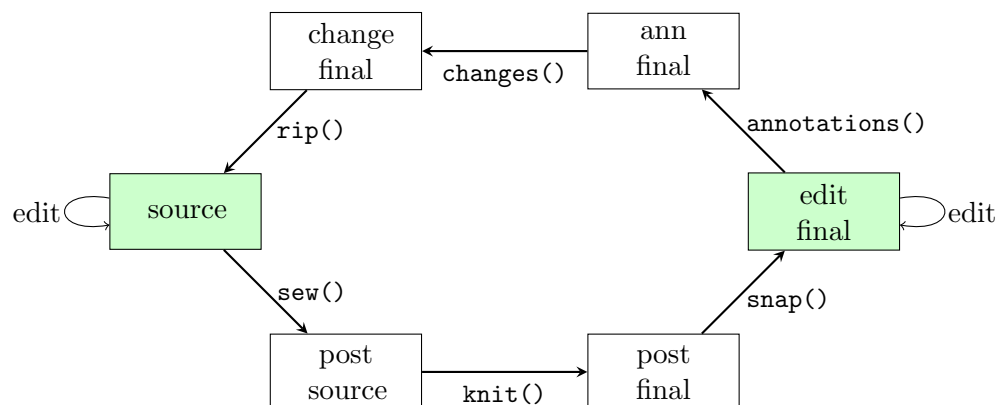 change
final
ann
final
changes()
rip()
annotations()
edit
source
edit
final
edit
sew()
snap()
post
source
post
final
knit()